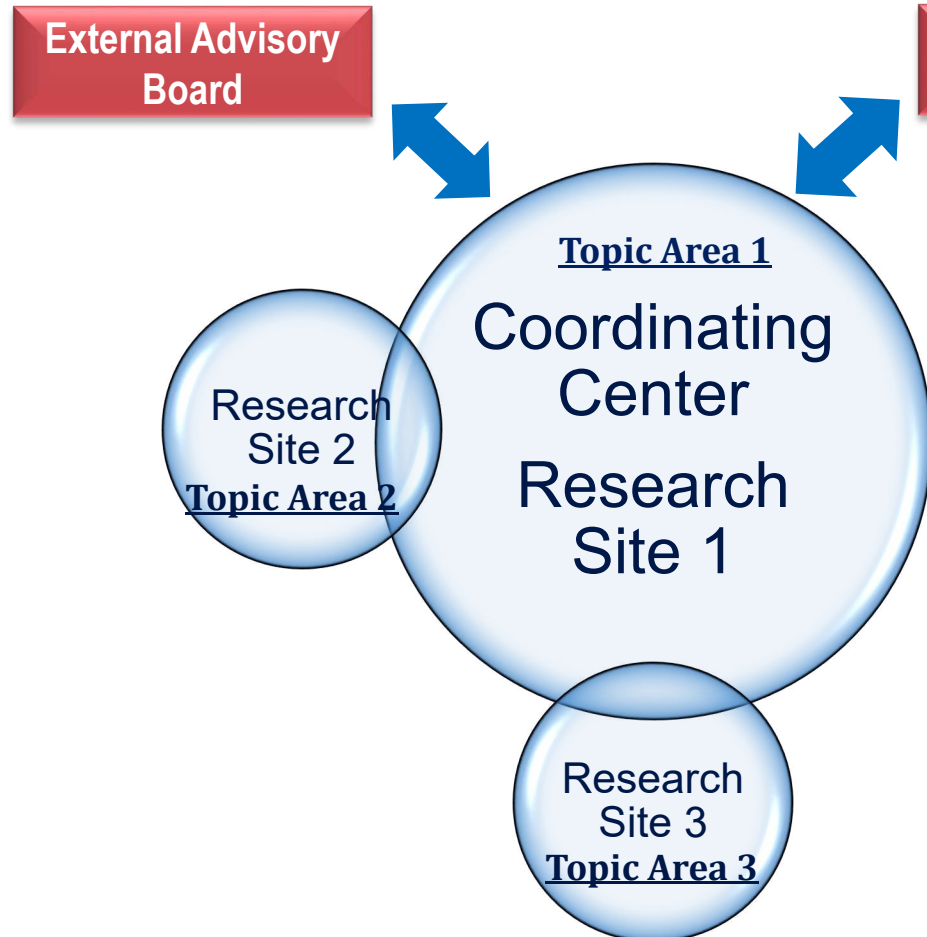 External Advisory
Board
Topic Area 1
Coordinating
Center
Research
Site 1
Research
Site 2
Topic Area 2
Research
Site 3
Topic Area 3